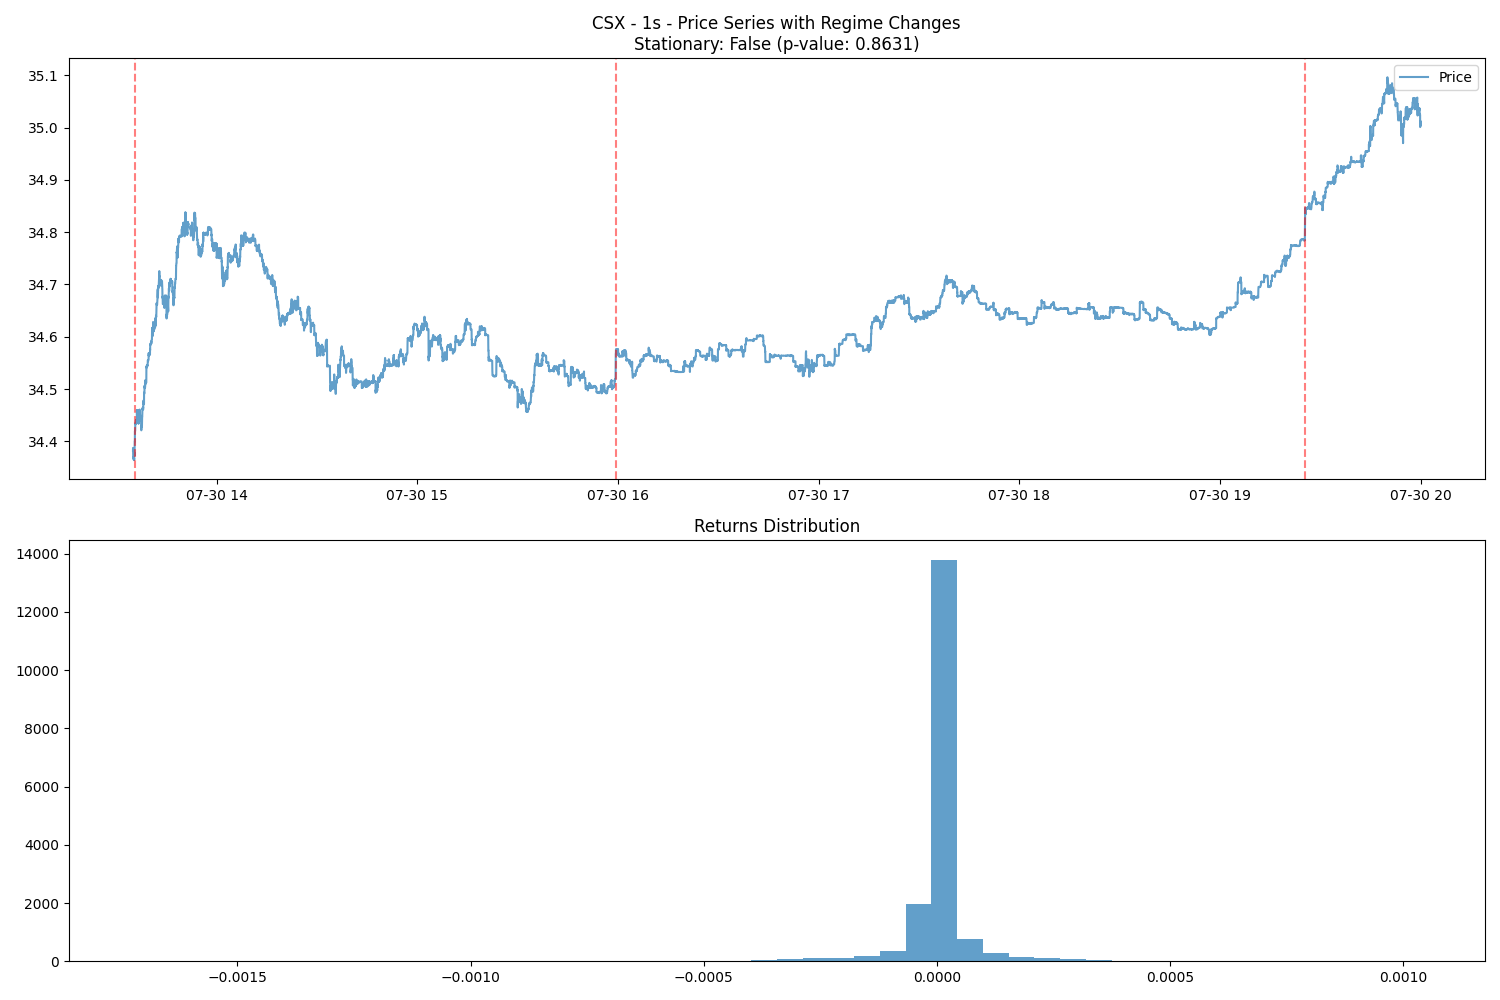 CSX - 1s - Price Series with Regime Changes
Stationary: False (p-value: 0.8631)
Price
35.1
35.0
34.9
34.8
34.7
34.6
34.5
34.4
07-30 14 07-30 15 07-30 16 07-30 17 07-30 18 07-30 19 07-30 20
Returns Distribution
14000
12000
10000
8000
6000
4000
2000
0
−0.0015 −0.0010 −0.0005 0.0000 0.0005 0.0010